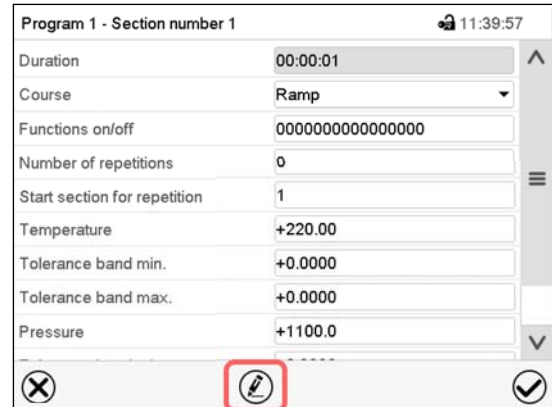 Program 1 - Section number 1 11:39:57
Duration 00:00:01
Course Ramp
Functions on/off 0000000000000000
Number of repetitions 0
Start section for repetition 1
Temperature +220.00
Tolerance band min. +0.0000
Tolerance band max. +0.0000
Pressure +1100.0